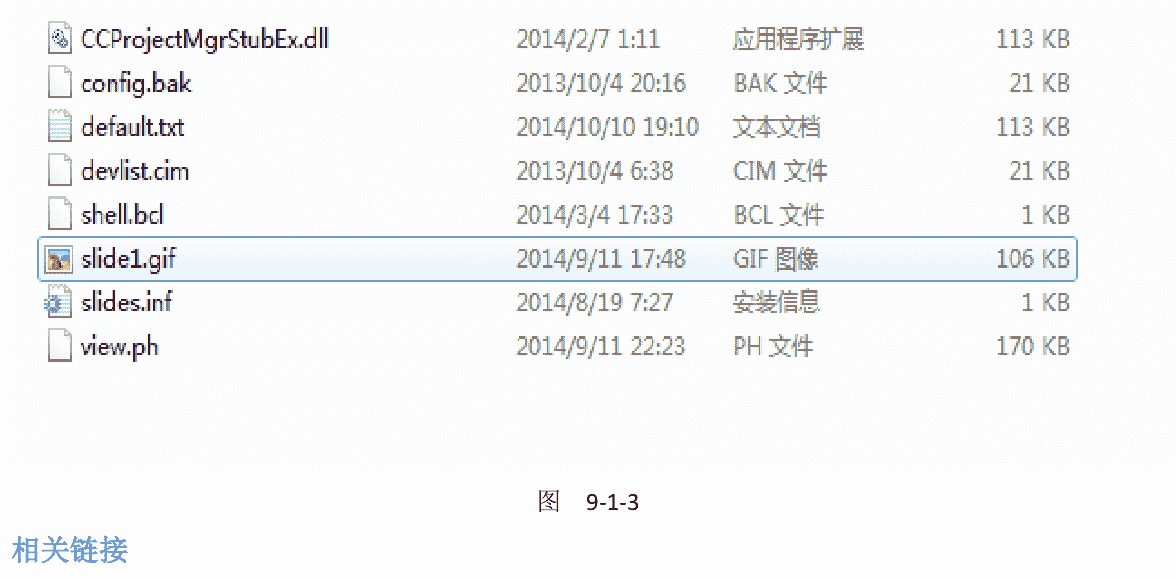 CCProjectMgrStubEx.dll 2014/2/7 1:11 应用程序扩展 113 KB
config.bak 2013/10/4 20:16 BAK 文件 21 KB
default.txt 2014/10/10 19:10 文本文档 113 KB
devlist.cim 2013/10/4 6:38 CIM 文件 21 KB
shell.bcl 2014/3/4 17:33 BCL 文件 1 KB
slide1.gif 2014/9/11 17:48 GIF 图像 106 KB
slides.inf 2014/8/19 7:27 安装信息 1 KB
view.ph 2014/9/11 22:23 PH 文件 170 KB
图 9-1-3
相关链接